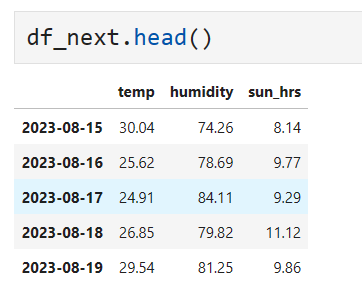 df_next.head()
temp humidity sun_hrs
2023-08-15 30.04 74.26 8.14
2023-08-16 25.62 78.69 9.77
2023-08-17 24.91 84.11 9.29
2023-08-18 26.85 79.82 11.12
2023-08-19 29.54 81.25 9.86